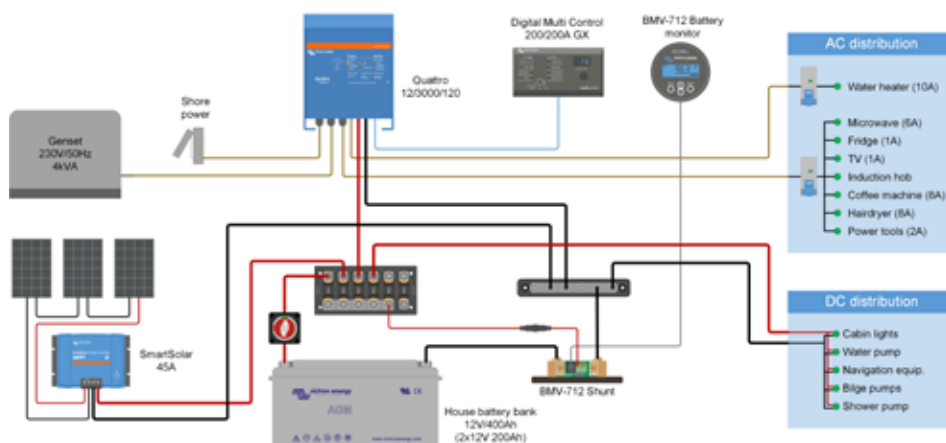 Digital Multi Control
200/200A GX
BMV-712 Battery
monitor
AC distribution
Quattro
12/3000/120
Shore
power
Genset
230V/50Hz
4kVA
Water heater (10A)
Microwave (6A)
Fridge (1A)
TV (1A)
Induction hob
Coffee machine (8A)
Hairdryer (8A)
Power tools (2A)
DC distribution
Cabin lights
Water pump
Navigation equip.
Bilge pumps
Shower pump
SmartSolar
45A
victron energy
AGM
BMV-712 Shunt
House battery bank
12V/400Ah
(2x12V 200Ah)